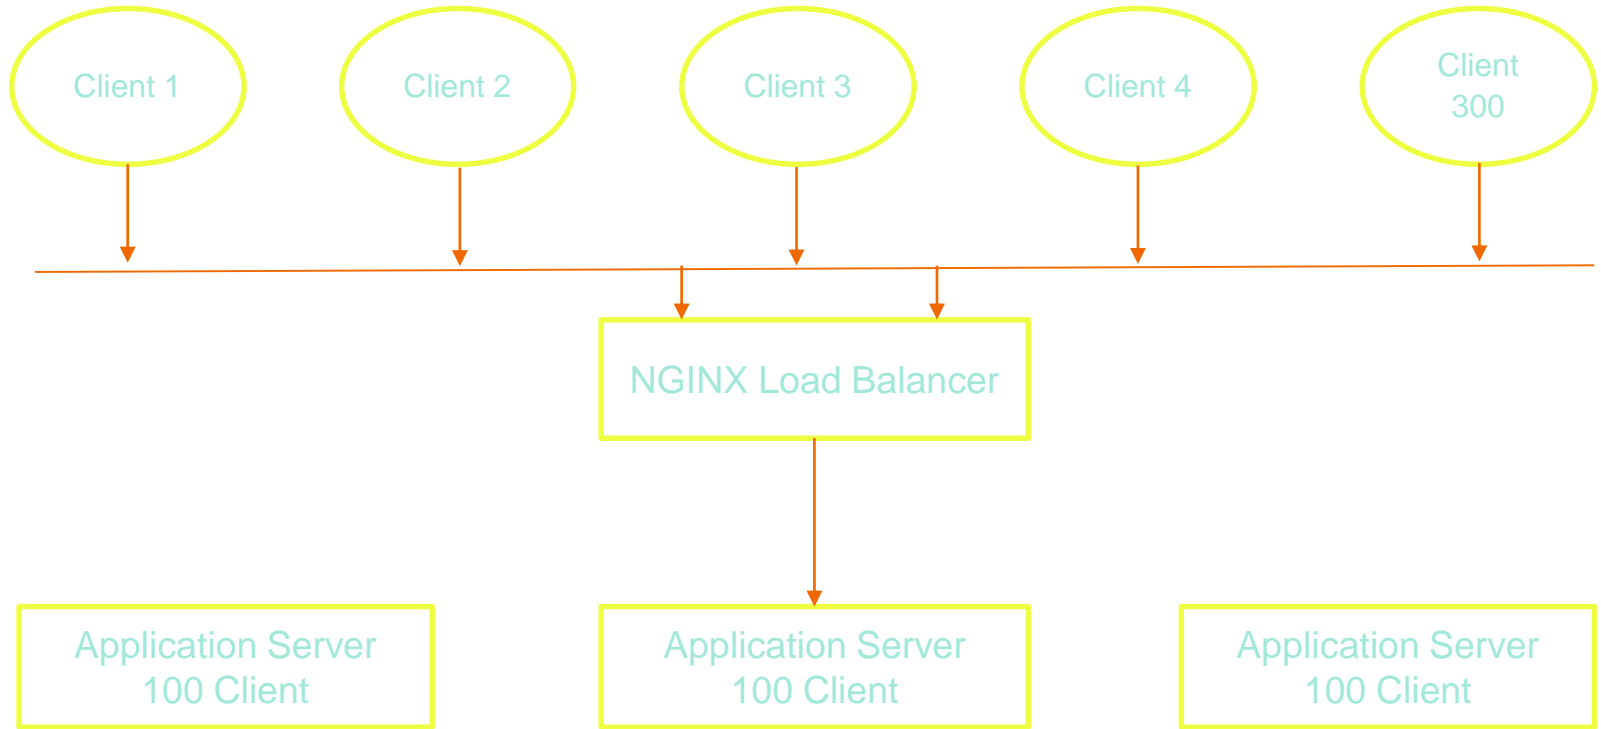 Client 1
Client 2
Client 3
Client 4
Client
300
NGINX Load Balancer
Application Server
100 Client
Application Server
100 Client
Application Server
100 Client